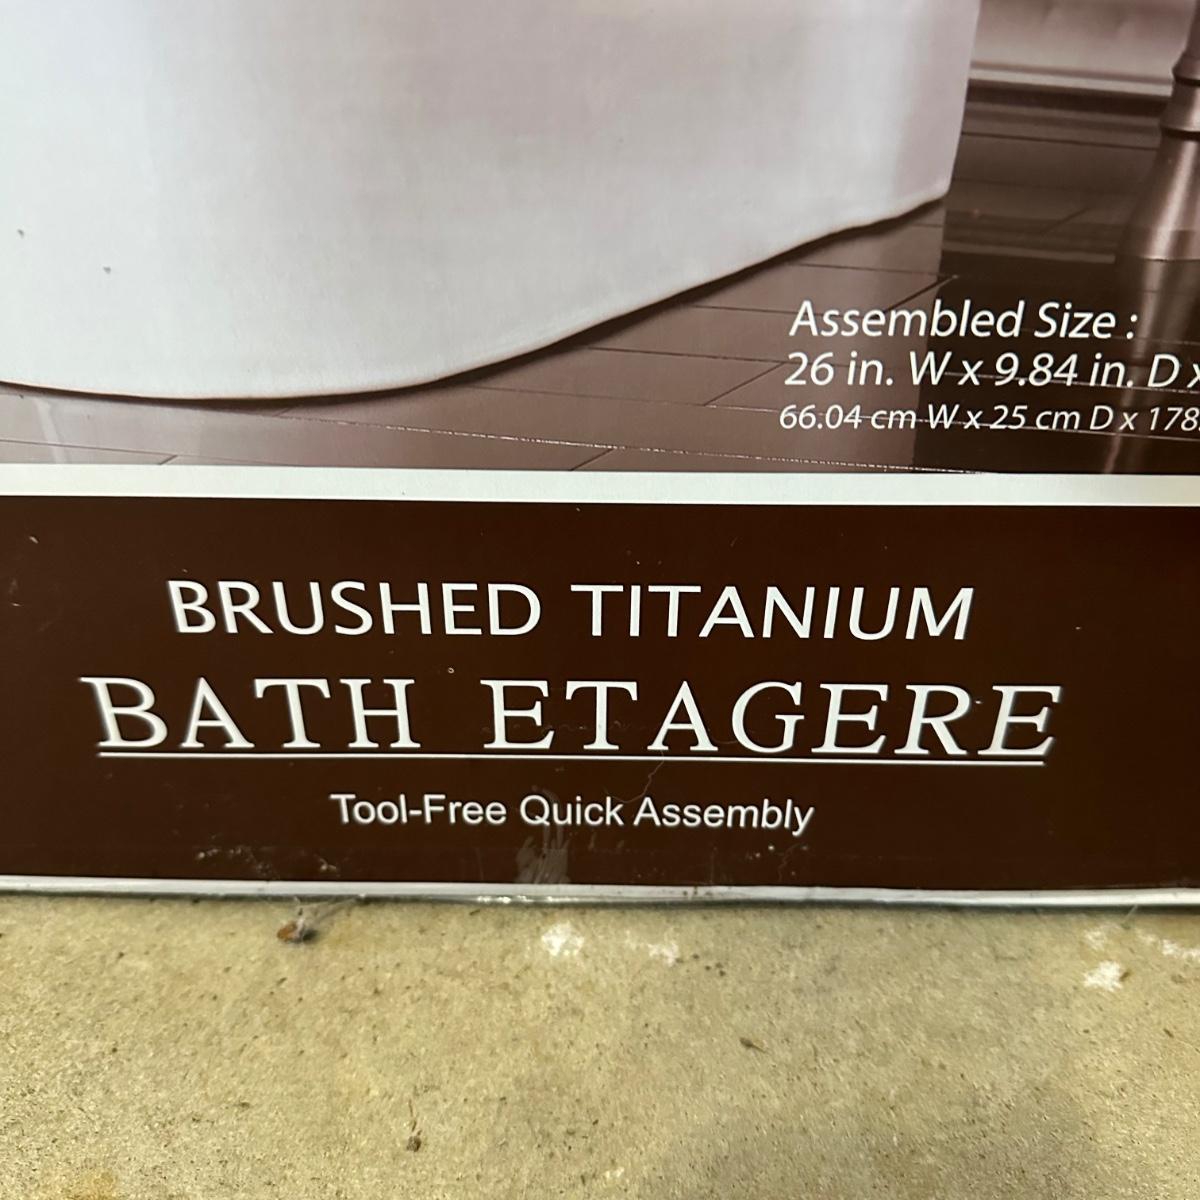 Assembled Size :
26 in. W x 9.84 in. D x
66.04 cm W x 25 cm D x 178.
BRUSHED TITANIUM
BATH ETAGERE
Tool-Free Quick Assembly